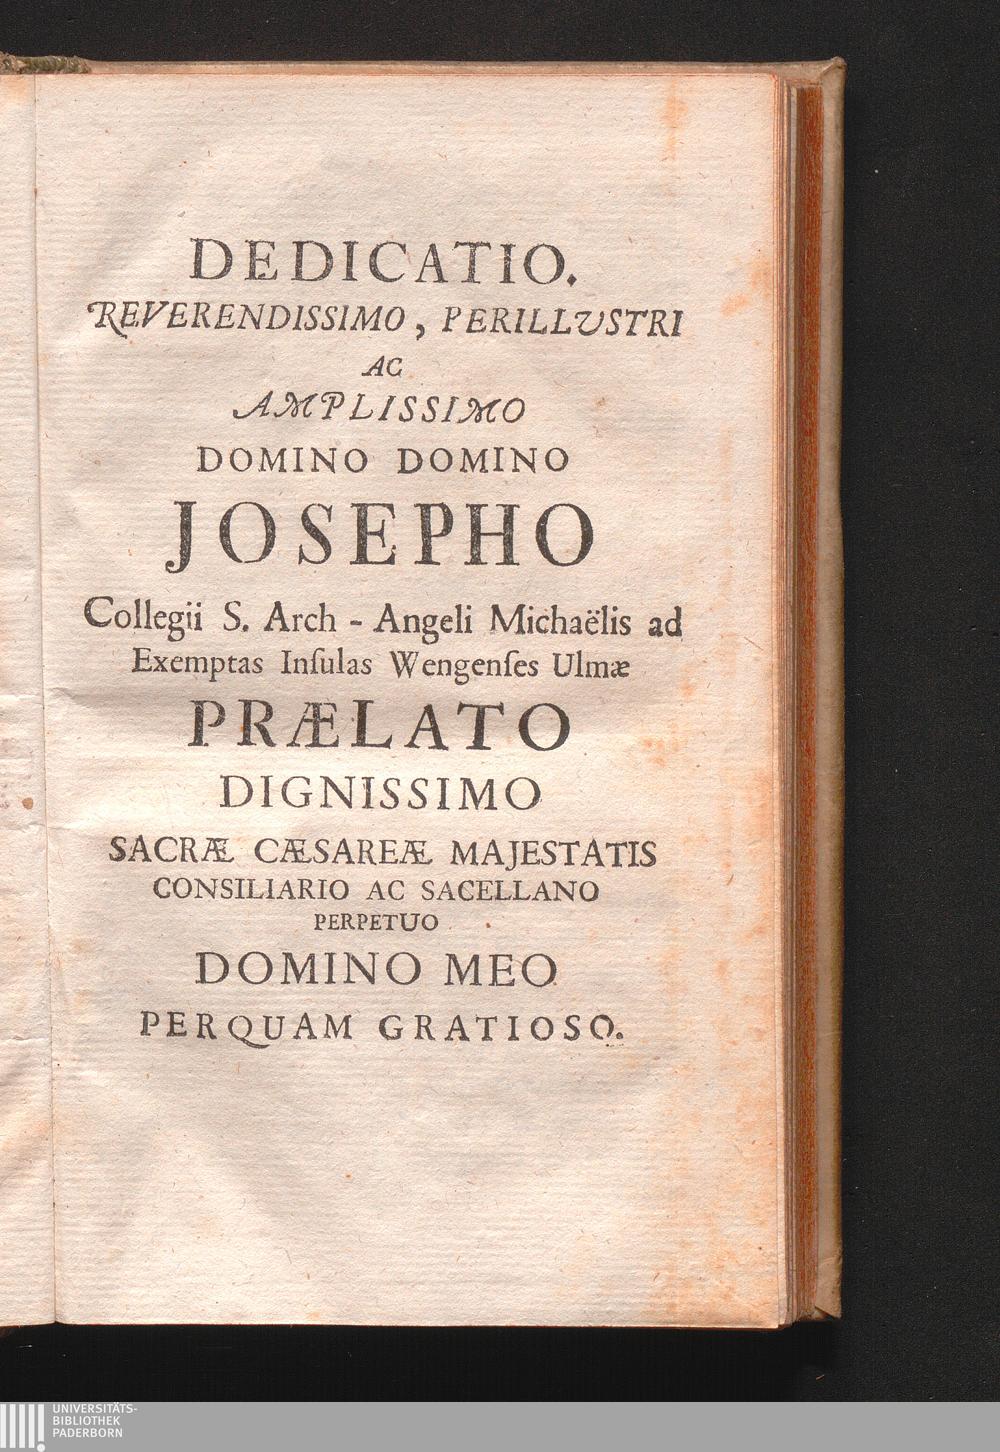 DEDICATIO.
REVERENDISSIMO, PERILLVSTRI
AC
AMPLISSIMO
DOMINO DOMINO
JOSEPHO
Collegii S. Arch - Angeli Michaëlis ad
Exemptas Inſulas Wengenſes Ulmæ
PRÆLATO
DIGNISSIMO
SACRÆ CÆSAREÆ MAJESTATIS
CONSILIARIO AC SACELLANO
PERPETUO
DOMINO MEO
PERQUAM GRATIOSO.
UNIVERSITÄTS-
BIBLIOTHEK
PADERBORN